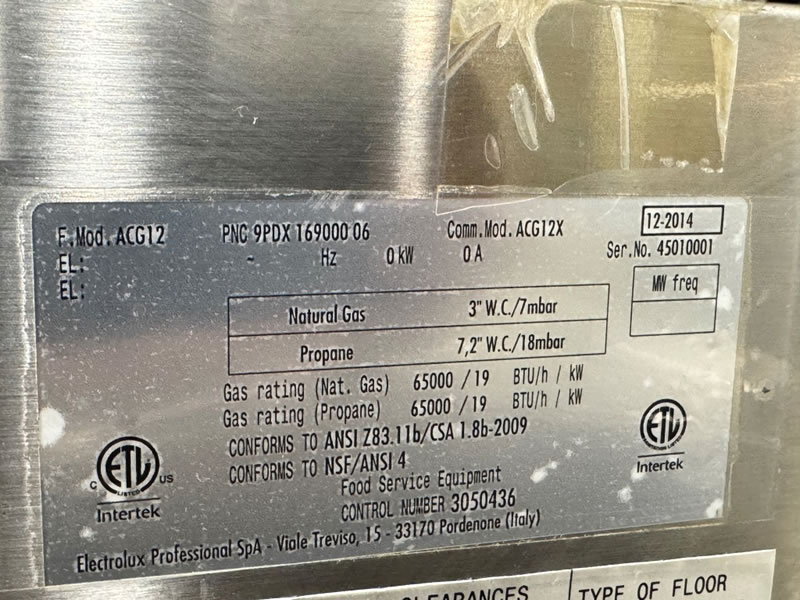 F.Mod. ACG12 PNC 9PDX 169000 06 Comm.Mod. ACG12X 12-2014
EL: - Hz 0 kW 0 A Ser.No. 45010001
EL:
MW freq
Natural Gas 3" W.C./7mbar
Propane 7,2" W.C./18mbar
Gas rating (Nat. Gas) 65000 / 19 BTU/h / kW
Gas rating (Propane) 65000 / 19 BTU/h / kW
CONFORMS TO ANSI Z83.11b/CSA 1.8b-2009
CONFORMS TO NSF/ANSI 4
Food Service Equipment
CONTROL NUMBER 3050436
C ETL LISTED US
Intertek
ETL
Intertek
Electrolux Professional SpA - Viale Treviso, 15 - 33170 Pordenone (Italy)
CLEARANCES TYPE OF FLOOR